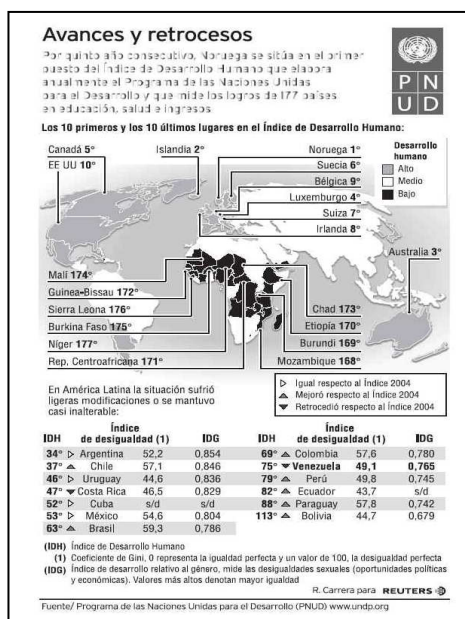 Avances y retrocesos
Por quinto año consecutivo, Noruega se sitúa en el primer
puesto del Índice de Desarrollo Humano que elabora
anualmente el Programa de las Naciones Unidas
para el Desarrollo y que mide los logros de 177 países
en educación, salud e ingresos
P N
U D
Los 10 primeros y los 10 últimos lugares en el Índice de Desarrollo Humano:
Canadá 5°
EE UU 10°
Islandia 2°
Noruega 1°
Suecia 6°
Bélgica 9°
Luxemburgo 4°
Suiza 7°
Irlanda 8°
Desarrollo
humano
Alto
Medio
Bajo
Australia 3°
Malí 174°
Guinea-Bissau 172°
Sierra Leona 176°
Burkina Faso 175°
Níger 177°
Rep. Centroafricana 171°
Chad 173°
Etiopía 170°
Burundi 169°
Mozambique 168°
En América Latina la situación sufrió
ligeras modificaciones o se mantuvo
casi inalterable:
▷ Igual respecto al Índice 2004
▲ Mejoró respecto al Índice 2004
▼ Retrocedió respecto al Índice 2004
IDH Índice de desigualdad (1) IDG
34° ▷ Argentina 52,2 0,854
37° ▲ Chile 57,1 0,846
46° ▷ Uruguay 44,6 0,836
47° ▼ Costa Rica 46,5 0,829
52° ▷ Cuba s/d s/d
53° ▷ México 54,6 0,804
63° ▲ Brasil 59,3 0,786
IDH Índice de desigualdad (1) IDG
69° ▲ Colombia 57,6 0,780
75° ▼ Venezuela 49,1 0,765
79° ▲ Perú 49,8 0,745
82° ▲ Ecuador 43,7 s/d
88° ▲ Paraguay 57,8 0,742
113° ▲ Bolivia 44,7 0,679
(IDH) Índice de Desarrollo Humano
(1) Coeficiente de Gini, 0 representa la igualdad perfecta y un valor de 100, la desigualdad perfecta
(IDG) Índice de desarrollo relativo al género, mide las desigualdades sexuales (oportunidades políticas
y económicas). Valores más altos denotan mayor igualdad
R. Carrera para REUTERS
Fuente/ Programa de las Naciones Unidas para el Desarrollo (PNUD) www.undp.org